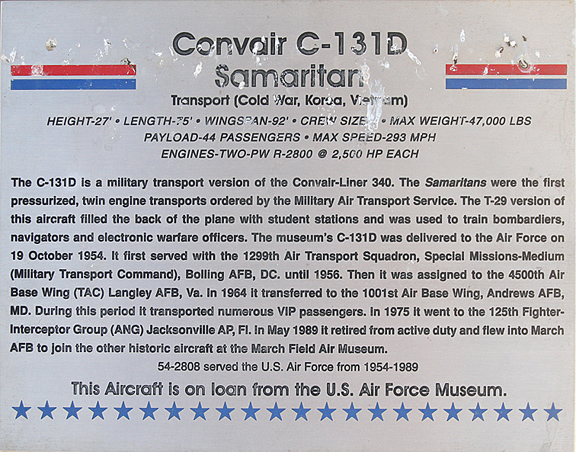 Convair C-131D
Samaritan
Transport (Cold War, Korea, Vietnam)
HEIGHT-27' • LENGTH-75' • WINGSPAN-92' • CREW SIZE • MAX WEIGHT-47,000 LBS
PAYLOAD-44 PASSENGERS • MAX SPEED-293 MPH
ENGINES-TWO-PW R-2800 @ 2,500 HP EACH
The C-131D is a military transport version of the Convair-Liner 340. The Samaritans were the first
pressurized, twin engine transports ordered by the Military Air Transport Service. The T-29 version of
this aircraft filled the back of the plane with student stations and was used to train bombardiers,
navigators and electronic warfare officers. The museum's C-131D was delivered to the Air Force on
19 October 1954. It first served with the 1299th Air Transport Squadron, Special Missions-Medium
(Military Transport Command), Bolling AFB, DC. until 1956. Then it was assigned to the 4500th Air
Base Wing (TAC) Langley AFB, Va. In 1964 it transferred to the 1001st Air Base Wing, Andrews AFB,
MD. During this period it transported numerous VIP passengers. In 1975 it went to the 125th Fighter-
Interceptor Group (ANG) Jacksonville AP, Fl. In May 1989 it retired from active duty and flew into March
AFB to join the other historic aircraft at the March Field Air Museum.
54-2808 served the U.S. Air Force from 1954-1989
This Aircraft is on loan from the U.S. Air Force Museum.